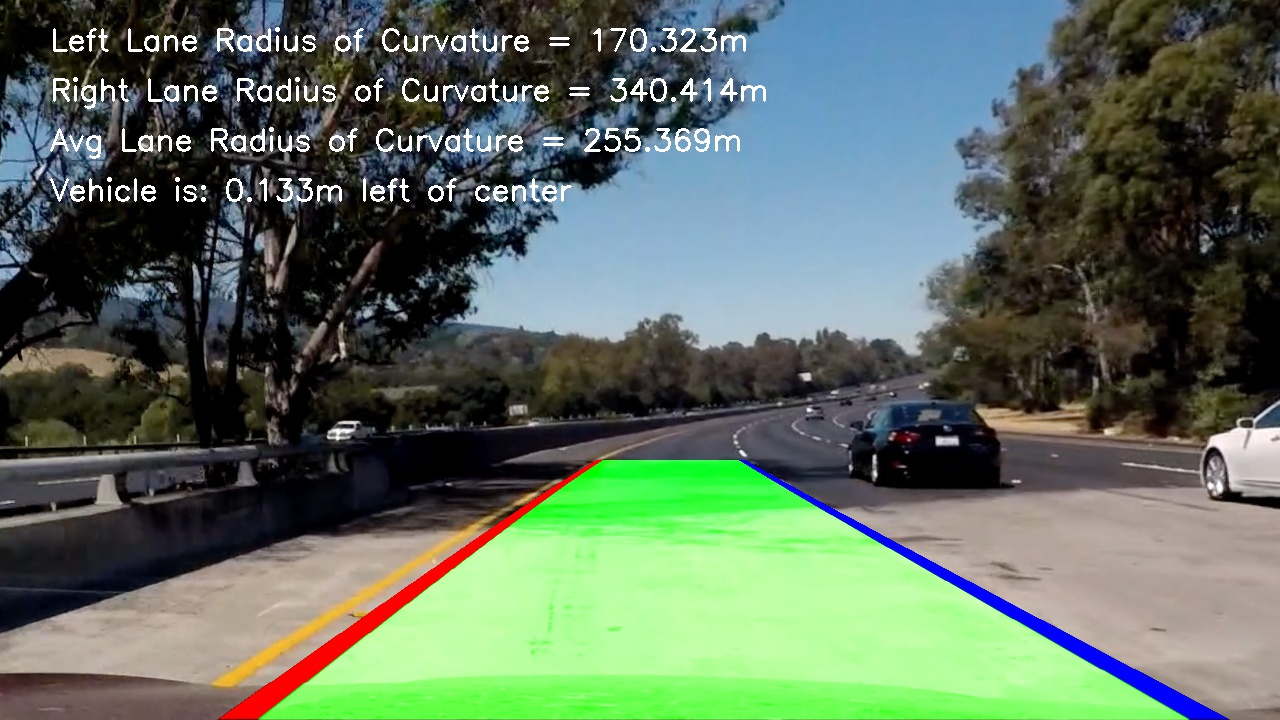 Left Lane Radius of Curvature = 170.323m
Right Lane Radius of Curvature = 340.414m
Avg Lane Radius of Curvature = 255.369m
Vehicle is: 0.133m left of center